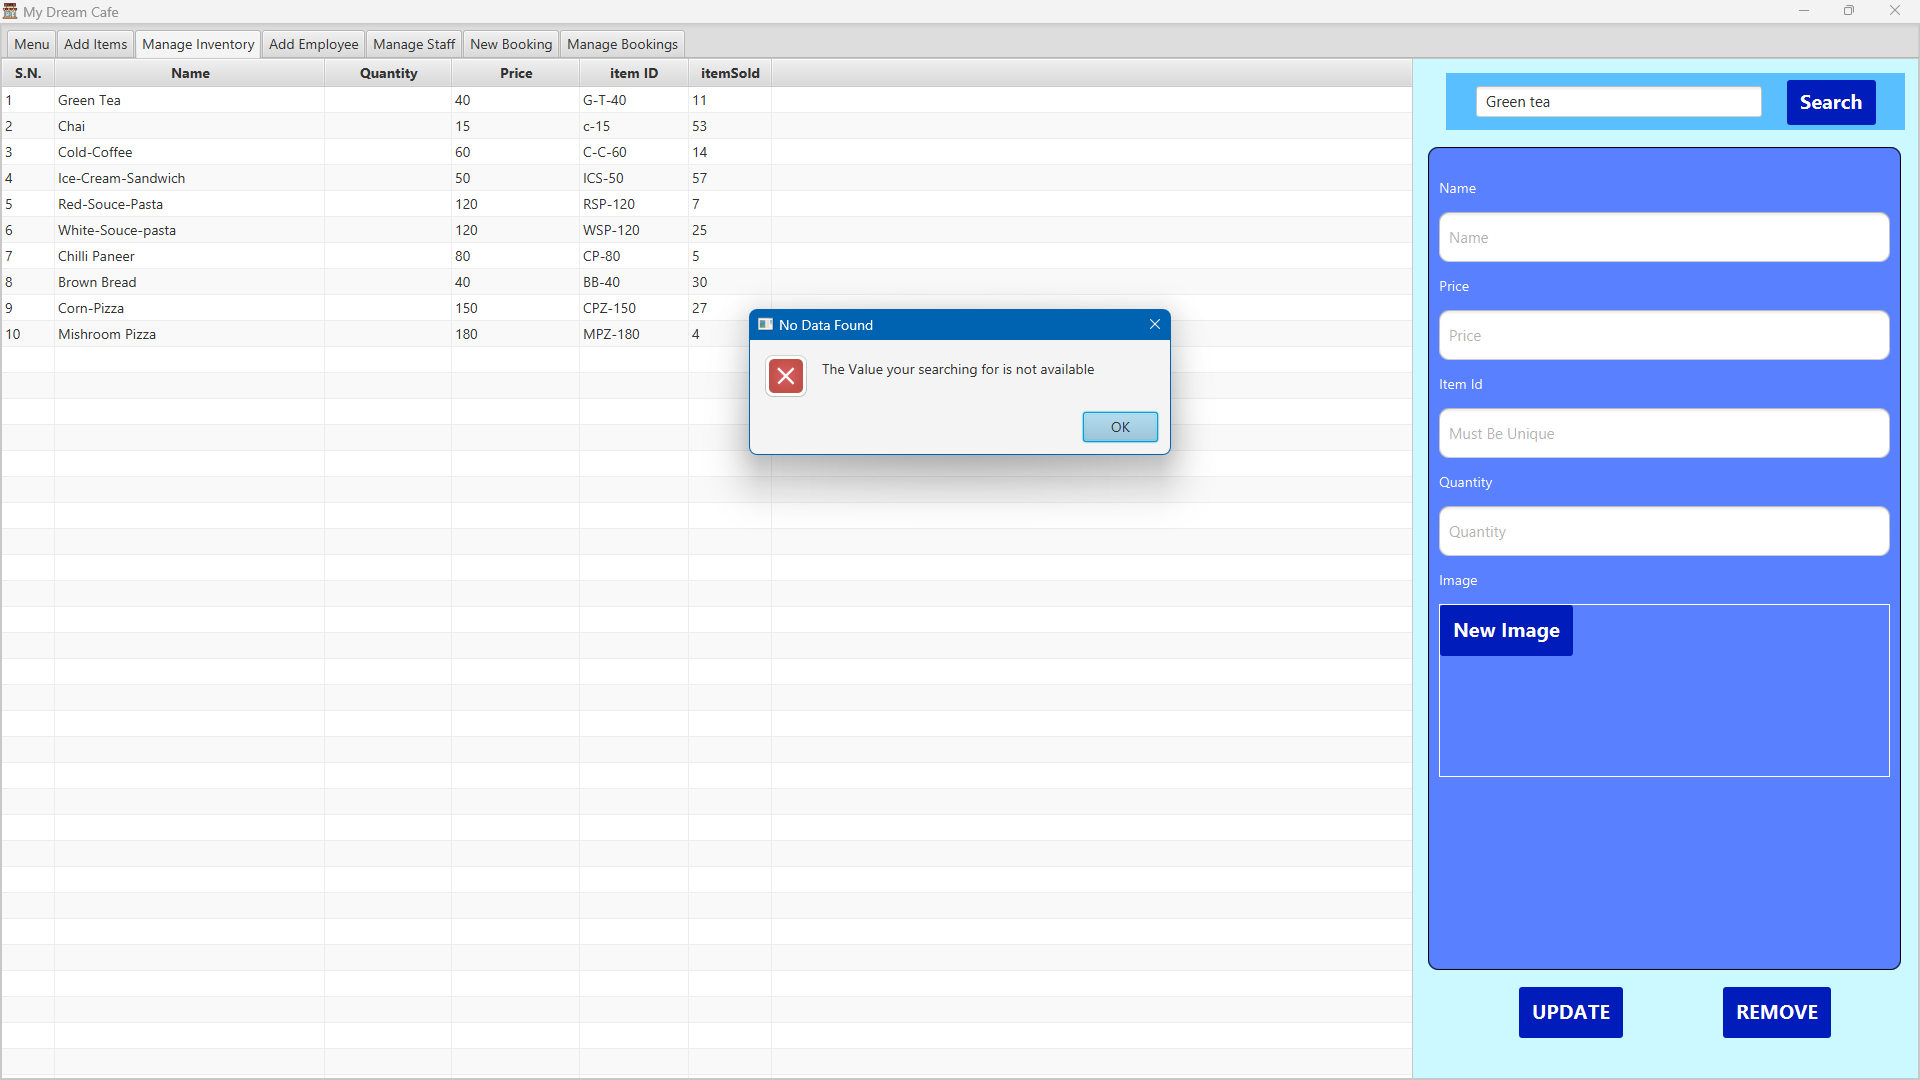 My Dream Cafe
Menu Add Items Manage Inventory Add Employee Manage Staff New Booking Manage Bookings
S.N. Name Quantity Price item ID itemSold
1 Green Tea 40 G-T-40 11
2 Chai 15 c-15 53
3 Cold-Coffee 60 C-C-60 14
4 Ice-Cream-Sandwich 50 ICS-50 57
5 Red-Souce-Pasta 120 RSP-120 7
6 White-Souce-pasta 120 WSP-120 25
7 Chilli Paneer 80 CP-80 5
8 Brown Bread 40 BB-40 30
9 Corn-Pizza 150 CPZ-150 27
10 Mishroom Pizza 180 MPZ-180 4
No Data Found
The Value your searching for is not available
OK
Green tea Search
Name
Name
Price
Price
Item Id
Must Be Unique
Quantity
Quantity
Image
New Image
UPDATE REMOVE